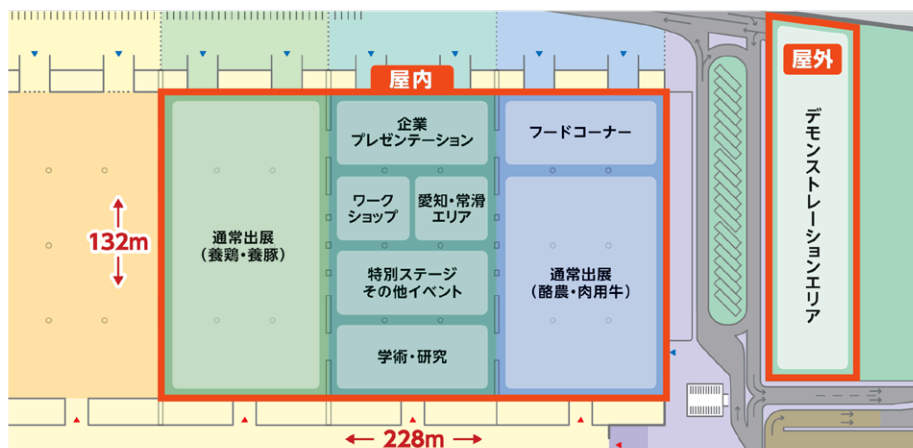 屋内
屋外
企業
プレゼンテーション
フードコーナー
ワーク
ショップ
愛知・常滑
エリア
132m
通常出展
（養鶏・養豚）
特別ステージ
その他イベント
通常出展
（酪農・肉用牛）
学術・研究
デモンストレーションエリア
228m